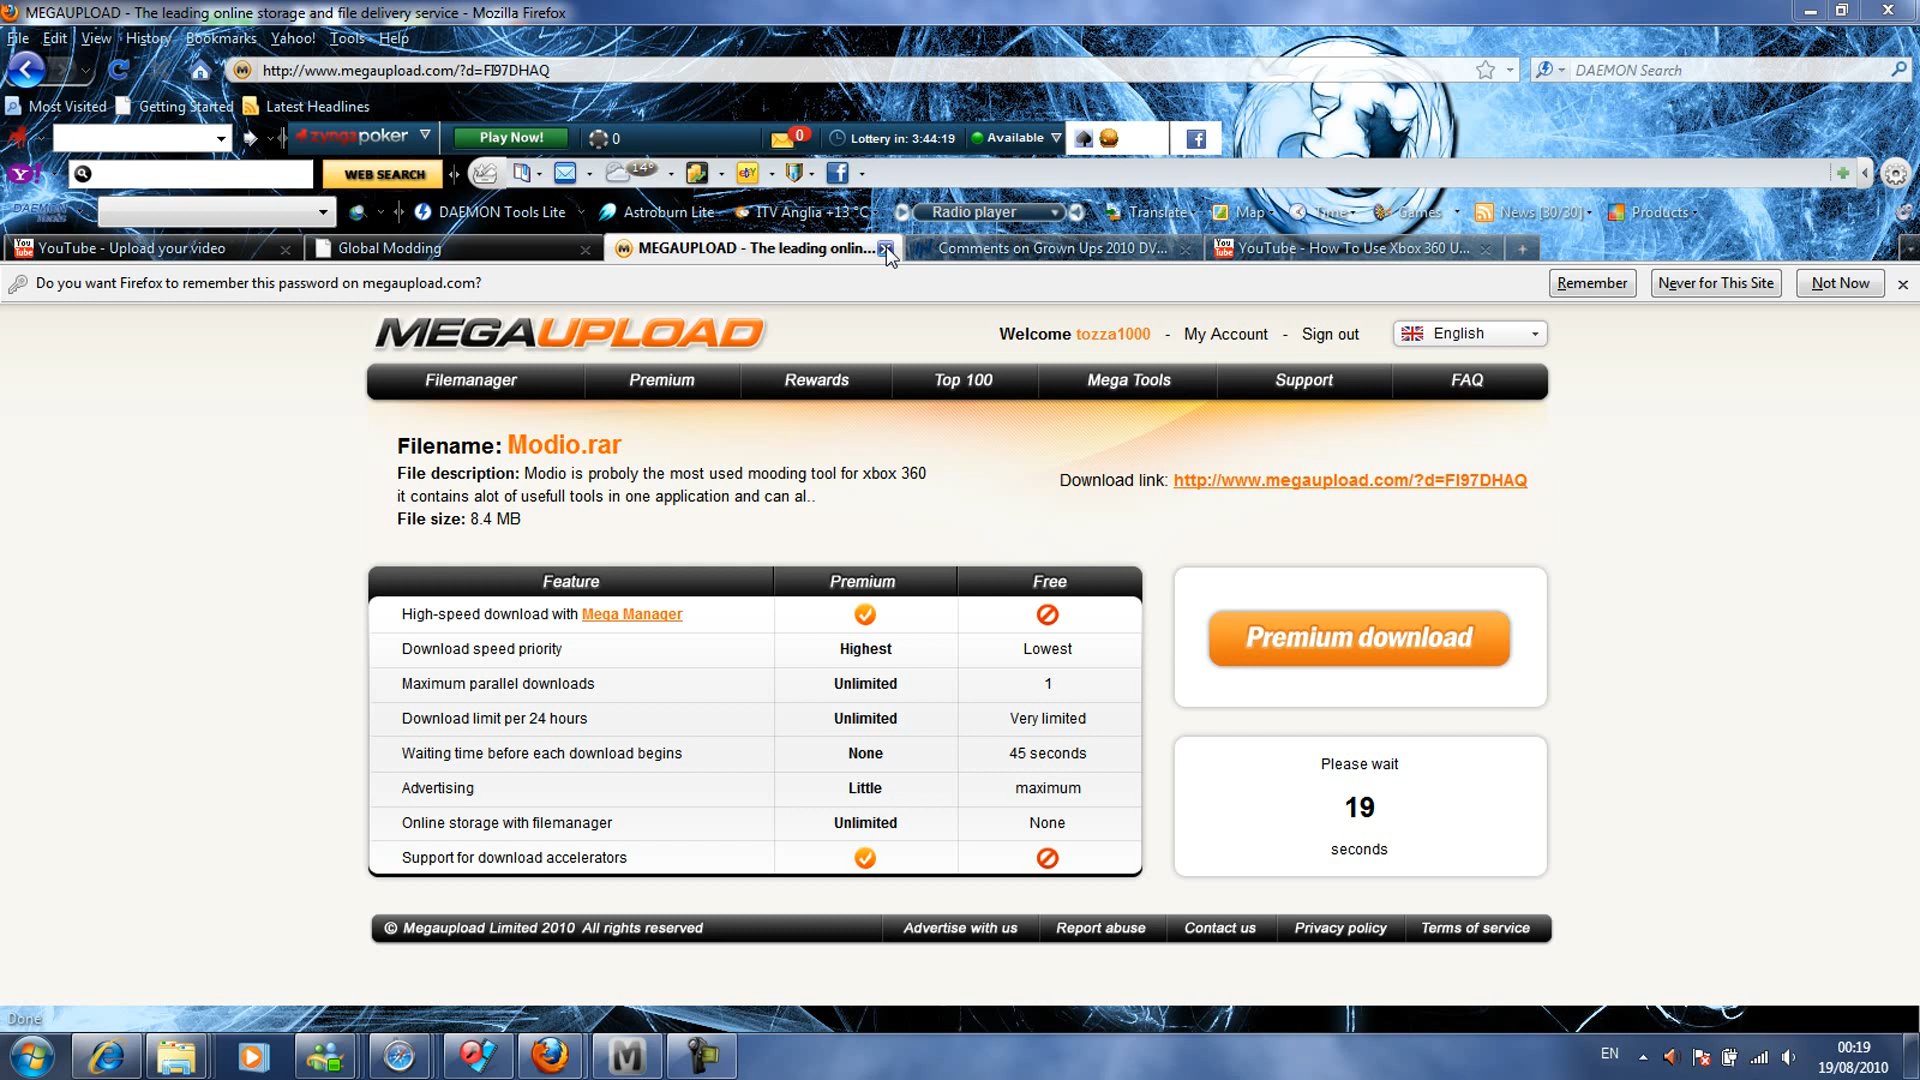 MEGAUPLOAD - The leading online storage and file delivery service - Mozilla Firefox
File Edit View History Bookmarks Yahoo! Tools Help
http://www.megaupload.com/?d=FI97DHAQ
DAEMON Search
Most Visited Getting Started Latest Headlines
zyngapoker Play Now! 0 0 Lottery in: 3:44:19 Available
Y! WEB SEARCH 14°
DAEMON Tools DAEMON Tools Lite Astroburn Lite ITV Anglia +13 °C Radio player Translate Map Time Games News [30/30] Products
YouTube - Upload your video Global Modding MEGAUPLOAD - The leading onlin... Comments on Grown Ups 2010 DV... YouTube - How To Use Xbox 360 U...
Do you want Firefox to remember this password on megaupload.com? Remember Never for This Site Not Now
MEGAUPLOAD
Welcome tozza1000 - My Account - Sign out English
Filemanager Premium Rewards Top 100 Mega Tools Support FAQ
Filename: Modio.rar
File description: Modio is proboly the most used mooding tool for xbox 360
it contains alot of usefull tools in one application and can al..
File size: 8.4 MB
Download link: http://www.megaupload.com/?d=FI97DHAQ
Feature Premium Free
High-speed download with Mega Manager
Download speed priority Highest Lowest
Maximum parallel downloads Unlimited 1
Download limit per 24 hours Unlimited Very limited
Waiting time before each download begins None 45 seconds
Advertising Little maximum
Online storage with filemanager Unlimited None
Support for download accelerators
Premium download
Please wait
19
seconds
© Megaupload Limited 2010 All rights reserved Advertise with us Report abuse Contact us Privacy policy Terms of service
Done
EN
00:19
19/08/2010